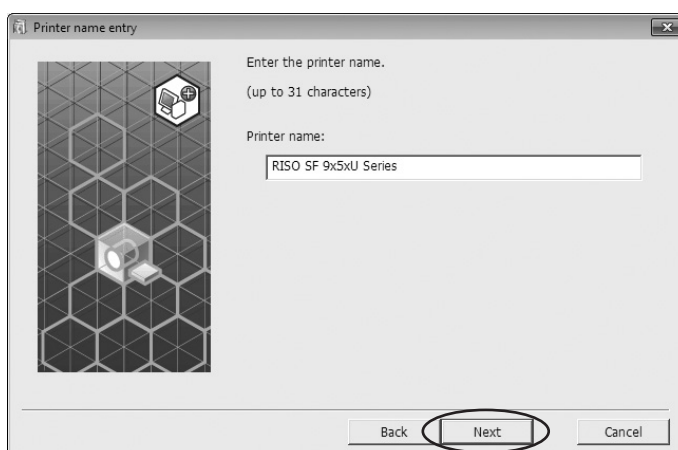 Printer name entry
Enter the printer name.
(up to 31 characters)
Printer name:
RISO SF 9x5xU Series
Back Next Cancel